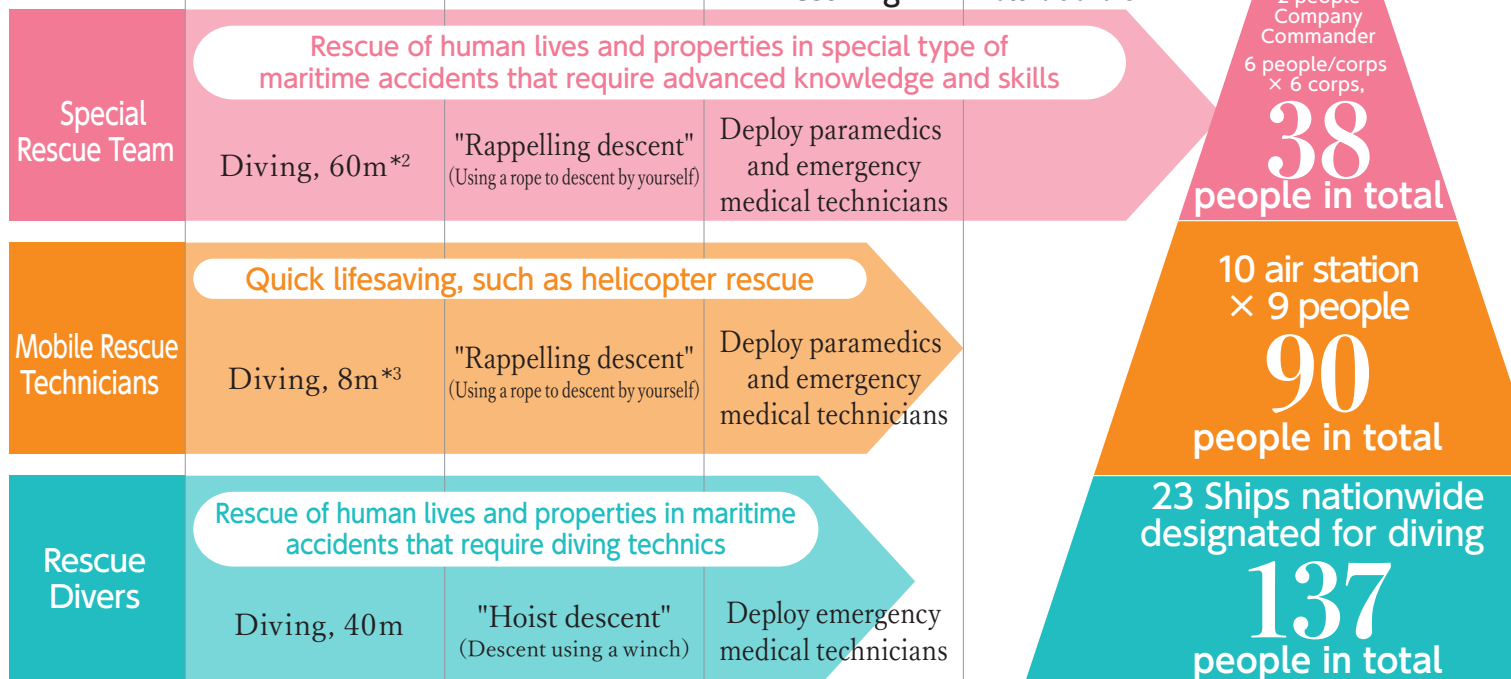 2 people
Company
Commander
6 people/corps
× 6 corps,
38
people in total
Special
Rescue Team
Rescue of human lives and properties in special type of
maritime accidents that require advanced knowledge and skills
Diving, 60m*2
"Rappelling descent"
(Using a rope to descent by yourself)
Deploy paramedics
and emergency
medical technicians
Mobile Rescue
Technicians
Quick lifesaving, such as helicopter rescue
Diving, 8m*3
"Rappelling descent"
(Using a rope to descent by yourself)
Deploy paramedics
and emergency
medical technicians
10 air station
× 9 people
90
people in total
Rescue
Divers
Rescue of human lives and properties in maritime
accidents that require diving technics
Diving, 40m
"Hoist descent"
(Descent using a winch)
Deploy emergency
medical technicians
23 Ships nationwide
designated for diving
137
people in total